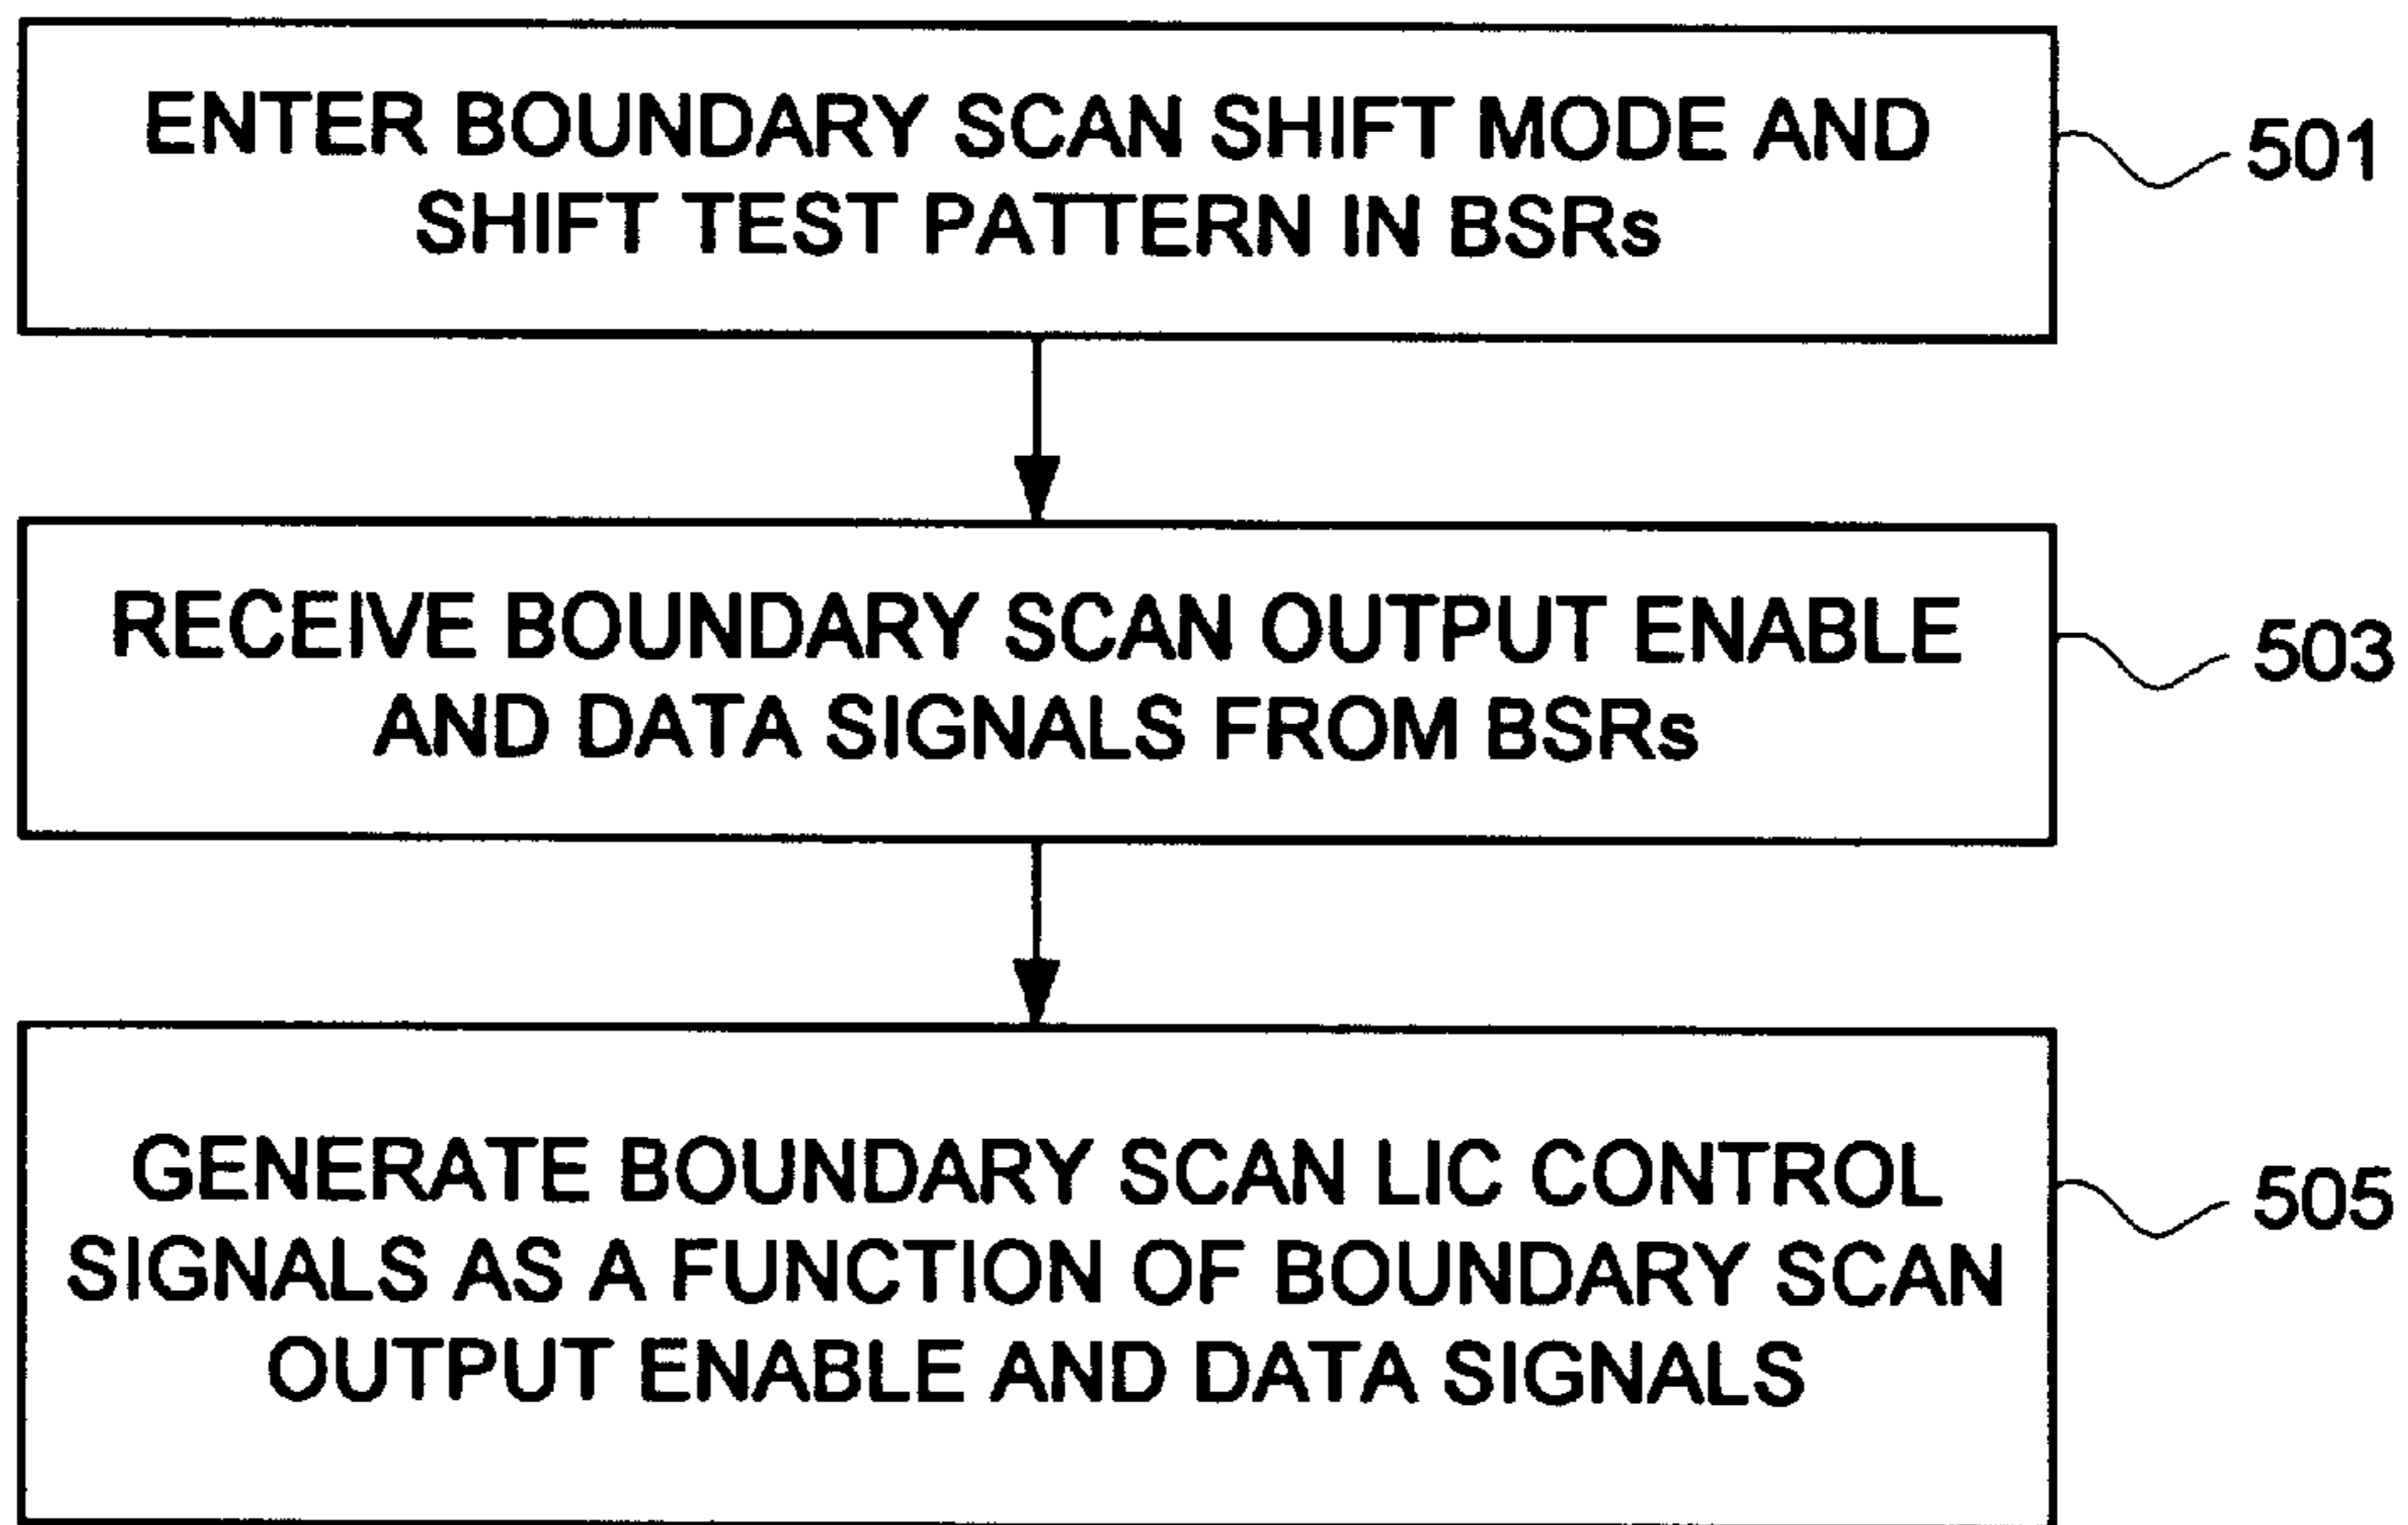 ENTER BOUNDARY SCAN SHIFT MODE AND
SHIFT TEST PATTERN IN BSRs
501
RECEIVE BOUNDARY SCAN OUTPUT ENABLE
AND DATA SIGNALS FROM BSRs
503
GENERATE BOUNDARY SCAN LIC CONTROL
SIGNALS AS A FUNCTION OF BOUNDARY SCAN
OUTPUT ENABLE AND DATA SIGNALS
505